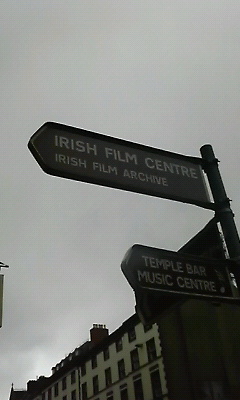 IRISH FILM CENTRE
IRISH FILM ARCHIVE
TEMPLE BAR
MUSIC CENTRE